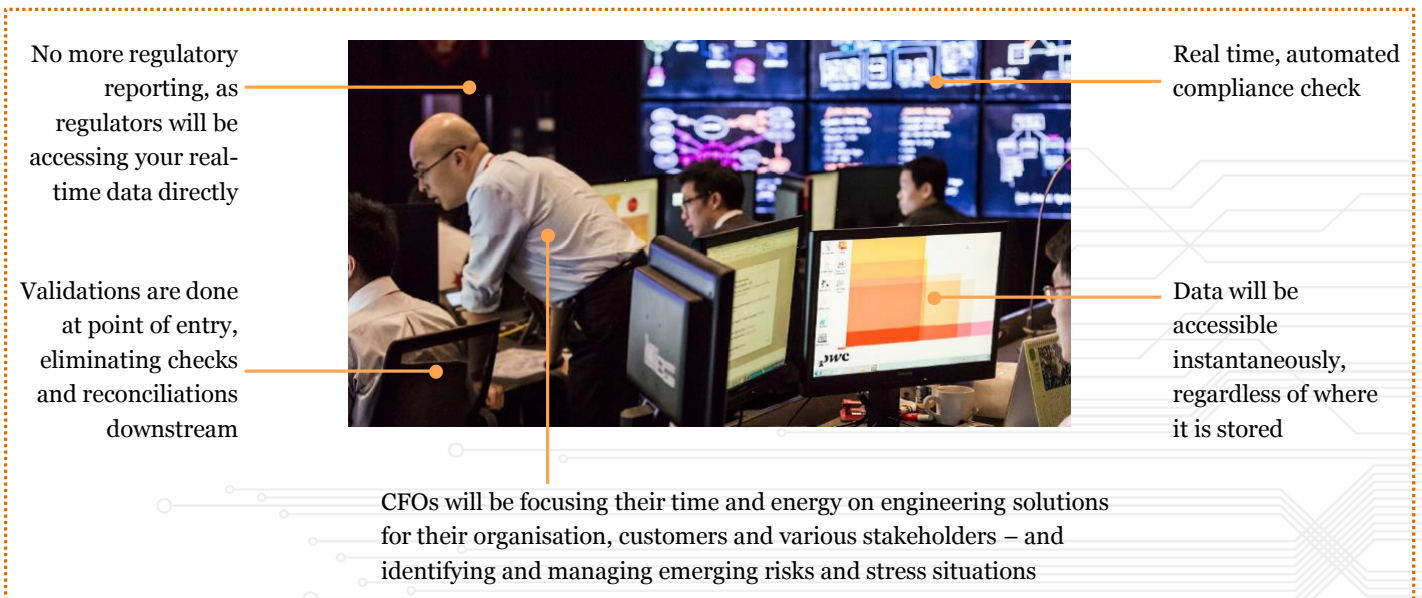 No more regulatory
reporting, as
regulators will be
accessing your real-
time data directly
Real time, automated
compliance check
Validations are done
at point of entry,
eliminating checks
and reconciliations
downstream
Data will be
accessible
instantaneously,
regardless of where
it is stored
pwc
CFOs will be focusing their time and energy on engineering solutions
for their organisation, customers and various stakeholders – and
identifying and managing emerging risks and stress situations